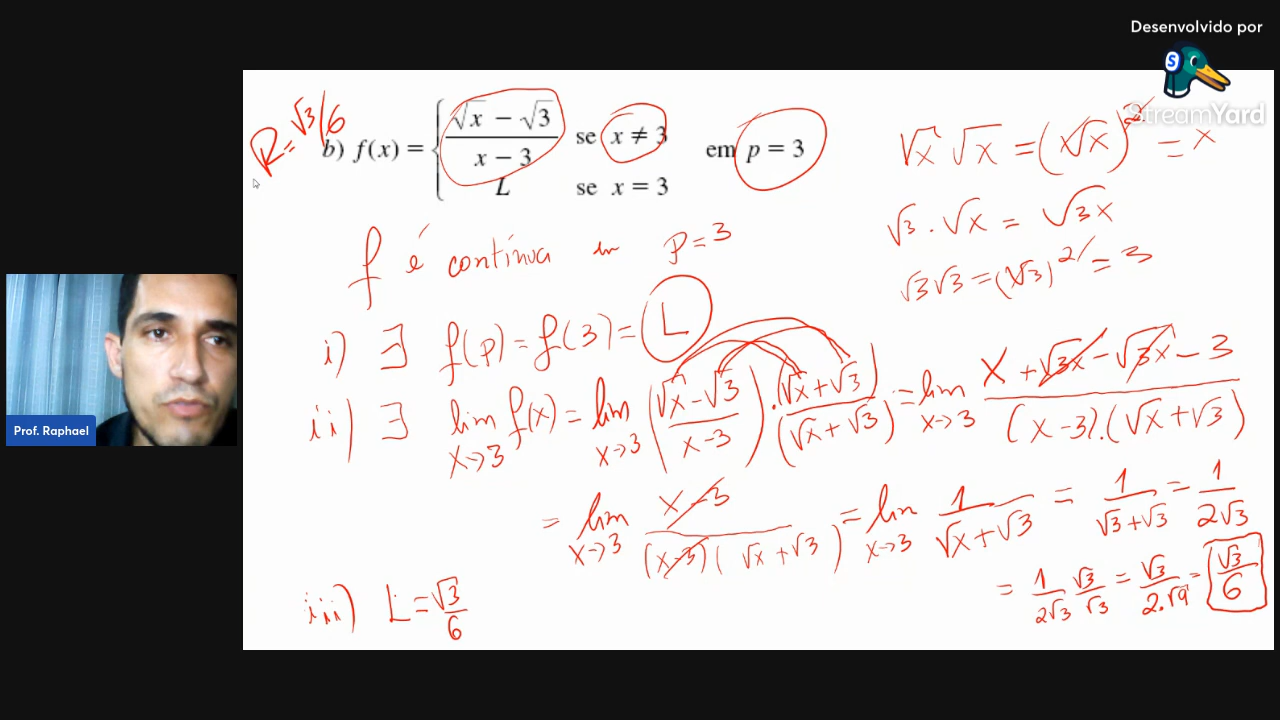 Desenvolvido por
S
StreamYard
R = √3/6
b) f(x) = { (√x − √3)/(x − 3) se x ≠ 3 em p = 3
L se x = 3
√x √x = (√x)² = x
√3 . √x = √3x
√3√3 = (√3)² = 3
f é contínua em p = 3
i) ∃ f(p) = f(3) = L
ii) ∃ lim x→3 f(x) = lim x→3 ((√x − √3)/(x − 3)) . (√x + √3)/(√x + √3) = lim x→3 (x + √3x − √3x − 3)/((x − 3).(√x + √3))
= lim x→3 (x − 3)/((x − 3)(√x + √3)) = lim x→3 1/(√x + √3) = 1/(√3 + √3) = 1/(2√3)
= 1/(2√3) √3/√3 = √3/(2.√9) = √3/6
iii) L = √3/6
Prof. Raphael